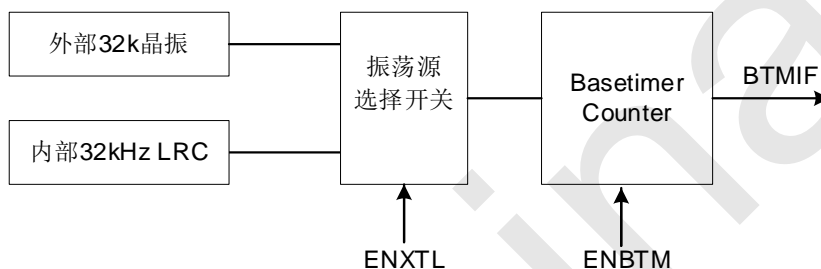 外部32k晶振
内部32kHz LRC
振荡源
选择开关
Basetimer
Counter
BTMIF
ENXTL
ENBTM